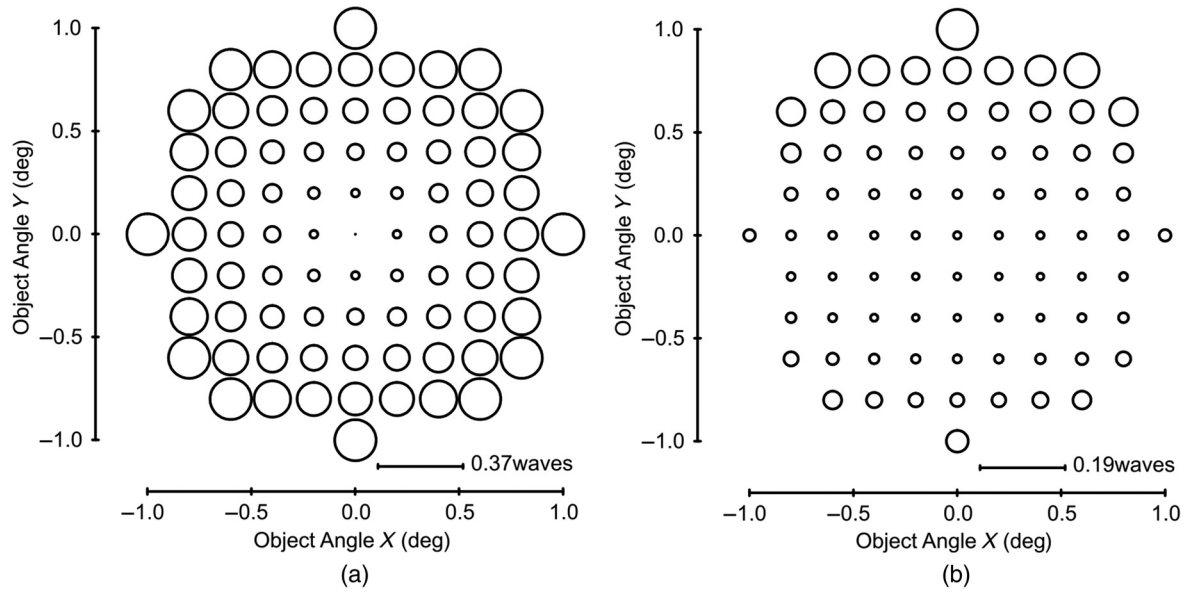 1.0
0.5
0.0
–0.5
–1.0
Object Angle Y (deg)
0.37waves
–1.0 –0.5 0.0 0.5 1.0
Object Angle X (deg)
(a)
1.0
0.5
0.0
–0.5
–1.0
Object Angle Y (deg)
0.19waves
–1.0 –0.5 0.0 0.5 1.0
Object Angle X (deg)
(b)